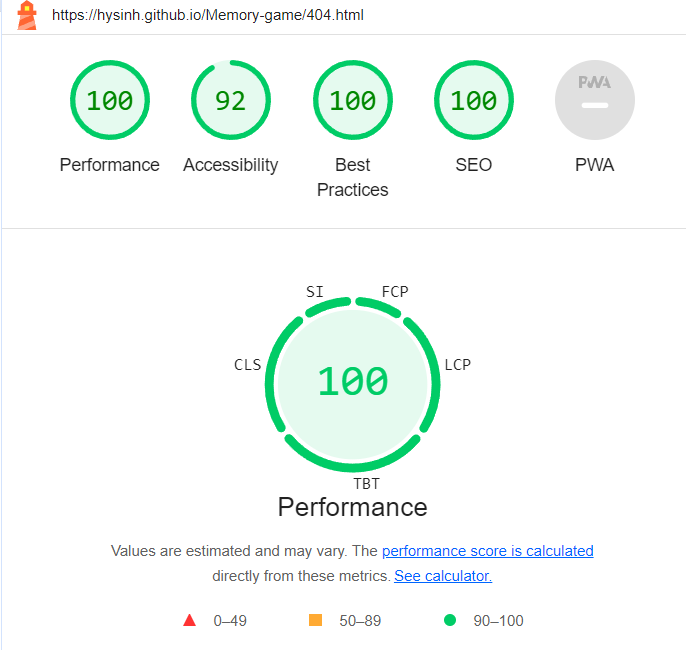 https://hysinh.github.io/Memory-game/404.html
100 92 100 100 PWA
Performance Accessibility Best Practices SEO PWA
SI FCP
CLS LCP
100
TBT
Performance
Values are estimated and may vary. The performance score is calculated
directly from these metrics. See calculator.
0–49 50–89 90–100